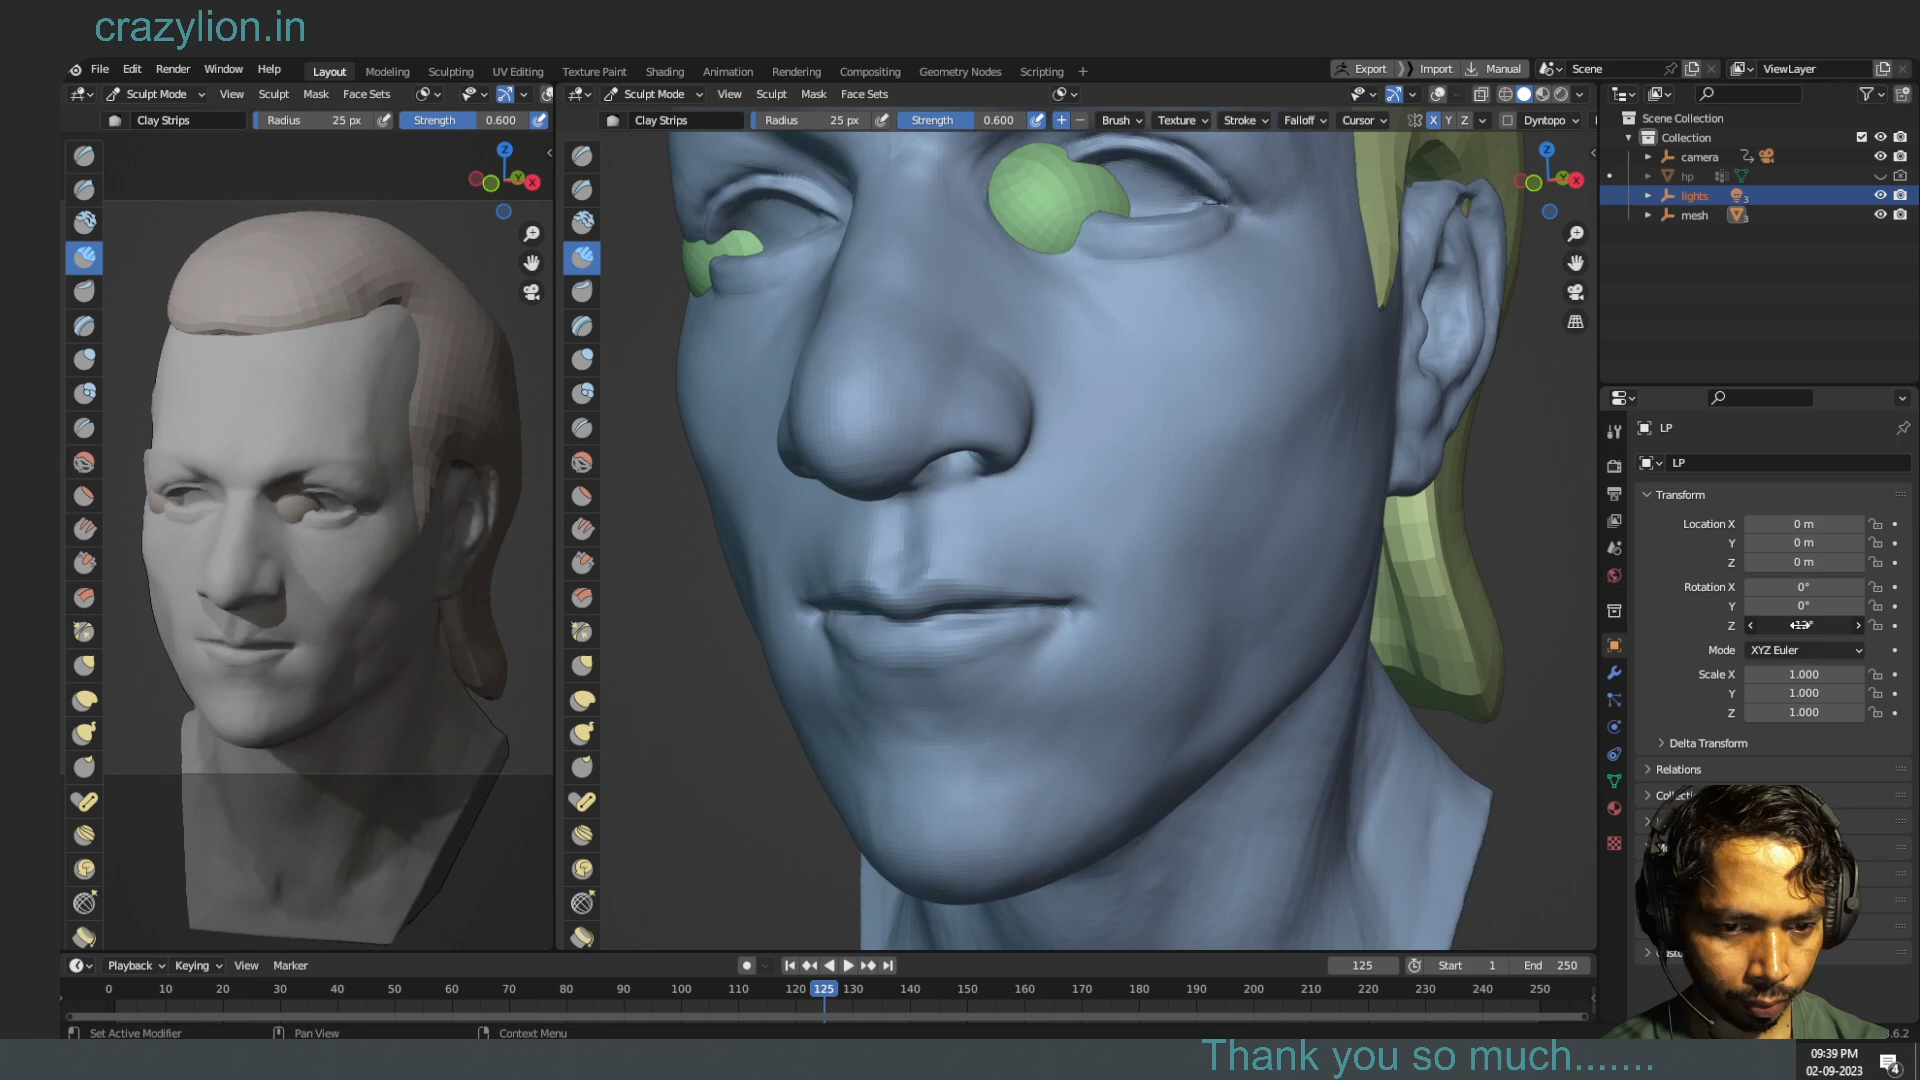 crazylion.in
File Edit Render Window Help Layout Modeling Sculpting UV Editing Texture Paint Shading Animation Rendering Compositing Geometry Nodes Scripting + Export Import Manual Scene ViewLayer
Sculpt Mode View Sculpt Mask Face Sets Sculpt Mode View Sculpt Mask Face Sets
Clay Strips Radius 25 px Strength 0.600 Clay Strips Radius 25 px Strength 0.600 Brush Texture Stroke Falloff Cursor X Y Z Dyntopo
Scene Collection
Collection
camera
hp
lights 3
mesh 3
Z
Y X
Z
Y X
LP
LP
Transform
Location X 0 m
Y 0 m
Z 0 m
Rotation X 0°
Y 0°
Z
Mode XYZ Euler
Scale X 1.000
Y 1.000
Z 1.000
Delta Transform
Relations
Playback Keying View Marker 125 Start 1 End 250
0 10 20 30 40 50 60 70 80 90 100 110 120 125 130 140 150 160 170 180 190 200 210 220 230 240 250
Set Active Modifier Pan View Context Menu .6.2
Thank you so much.......
09:39 PM
02-09-2023
4